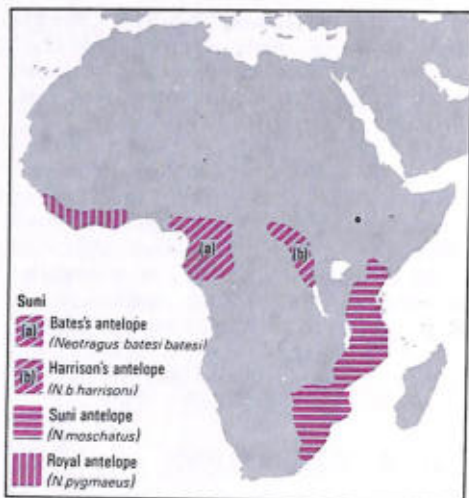 (a)
(b)
Suni
(a) Bates's antelope
(Neotragus batesi batesi)
(b) Harrison's antelope
(N.b.harrisoni)
Suni antelope
(N.moschatus)
Royal antelope
(N.pygmaeus)